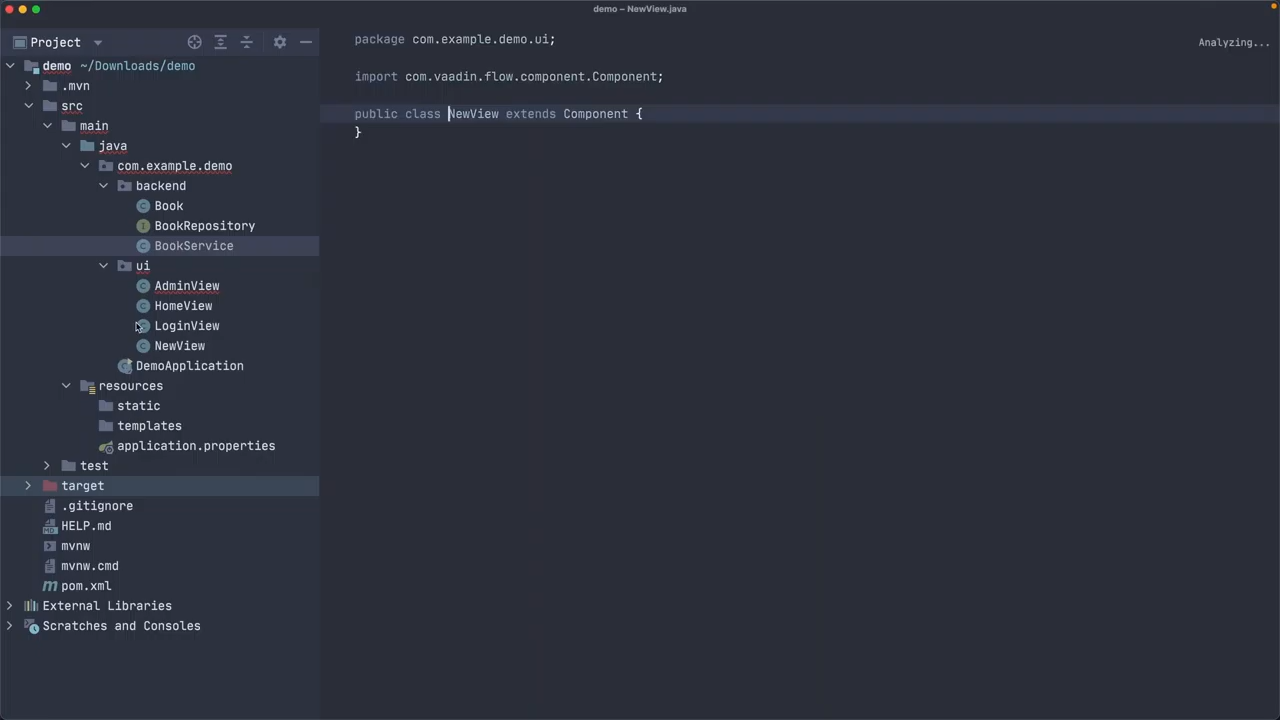 demo – NewView.java
Project
demo ~/Downloads/demo
.mvn
src
main
java
com.example.demo
backend
Book
BookRepository
BookService
ui
AdminView
HomeView
LoginView
NewView
DemoApplication
resources
static
templates
application.properties
test
target
.gitignore
HELP.md
mvnw
mvnw.cmd
pom.xml
External Libraries
Scratches and Consoles
package com.example.demo.ui;
import com.vaadin.flow.component.Component;
public class NewView extends Component {
}
Analyzing...